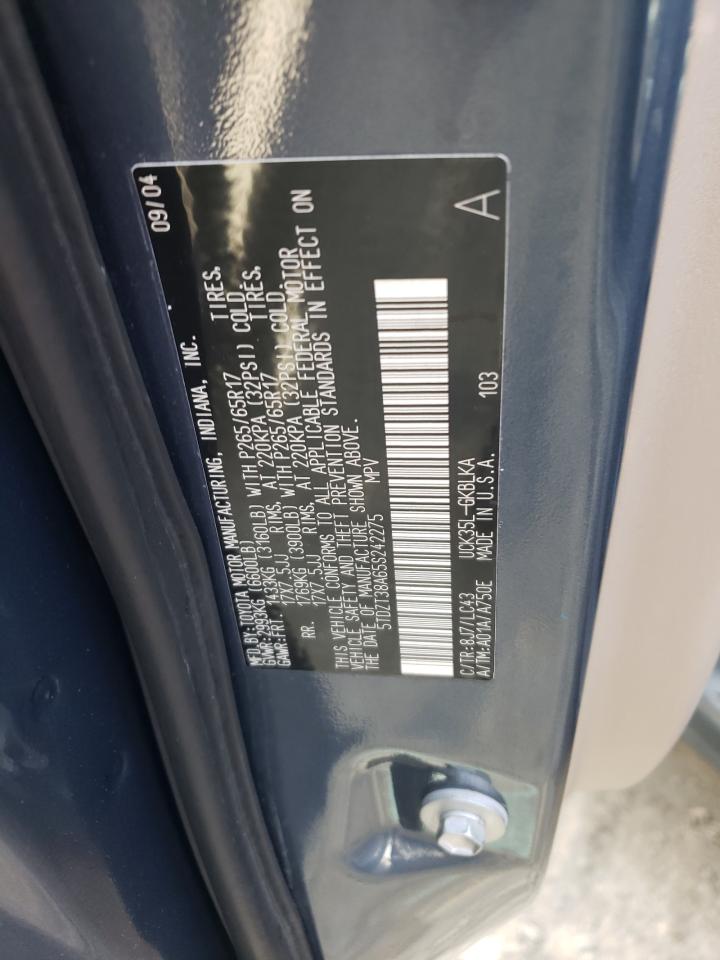 MFD.BY:TOYOTA MOTOR MANUFACTURING, INDIANA, INC. 09/04
GVWR:2993KG (6600LB)
GAWR:FRT. 1433KG (3160LB) WITH P265/65R17 TIRES,
17X7.5JJ RIMS, AT 220KPA (32PSI) COLD.
RR. 1769KG (3900LB) WITH P265/65R17 TIRES,
17X7.5JJ RIMS, AT 220KPA (32PSI) COLD.
THIS VEHICLE CONFORMS TO ALL APPLICABLE FEDERAL MOTOR
VEHICLE SAFETY AND THEFT PREVENTION STANDARDS IN EFFECT ON
THE DATE OF MANUFACTURE SHOWN ABOVE.
5TDZT38A65S242275 MPV
C/TR:8J7/LC43 UCK35L-GKBLKA
A/TM:A01A/A750E MADE IN U.S.A. 103 A